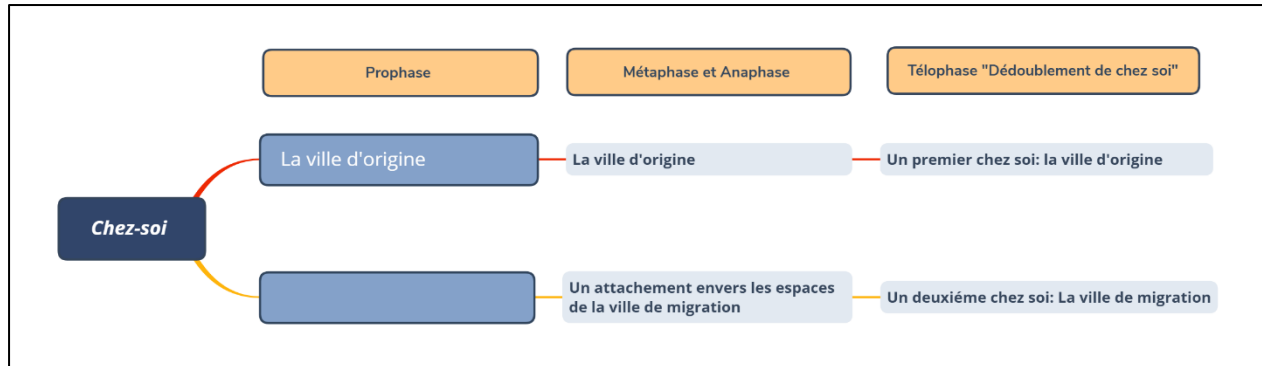 Prophase
Métaphase et Anaphase
Télophase "Dédoublement de chez soi"
La ville d'origine
La ville d'origine
Un premier chez soi: la ville d'origine
Chez-soi
Un attachement envers les espaces
de la ville de migration
Un deuxiéme chez soi: La ville de migration